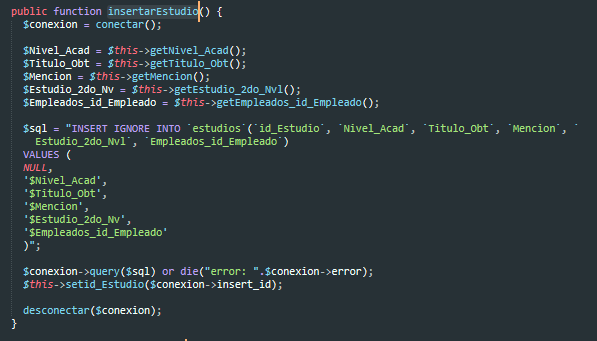 public function insertarEstudio() {
$conexion = conectar();
$Nivel_Acad = $this->getNivel_Acad();
$Titulo_Obt = $this->getTitulo_Obt();
$Mencion = $this->getMencion();
$Estudio_2do_Nv = $this->getEstudio_2do_Nvl();
$Empleados_id_Empleado = $this->getEmpleados_id_Empleado();
$sql = "INSERT IGNORE INTO `estudios`(`id_Estudio`, `Nivel_Acad`, `Titulo_Obt`, `Mencion`, `
Estudio_2do_Nvl`, `Empleados_id_Empleado`)
VALUES (
NULL,
'$Nivel_Acad',
'$Titulo_Obt',
'$Mencion',
'$Estudio_2do_Nv',
'$Empleados_id_Empleado'
)";
$conexion->query($sql) or die("error: ".$conexion->error);
$this->setid_Estudio($conexion->insert_id);
desconectar($conexion);
}